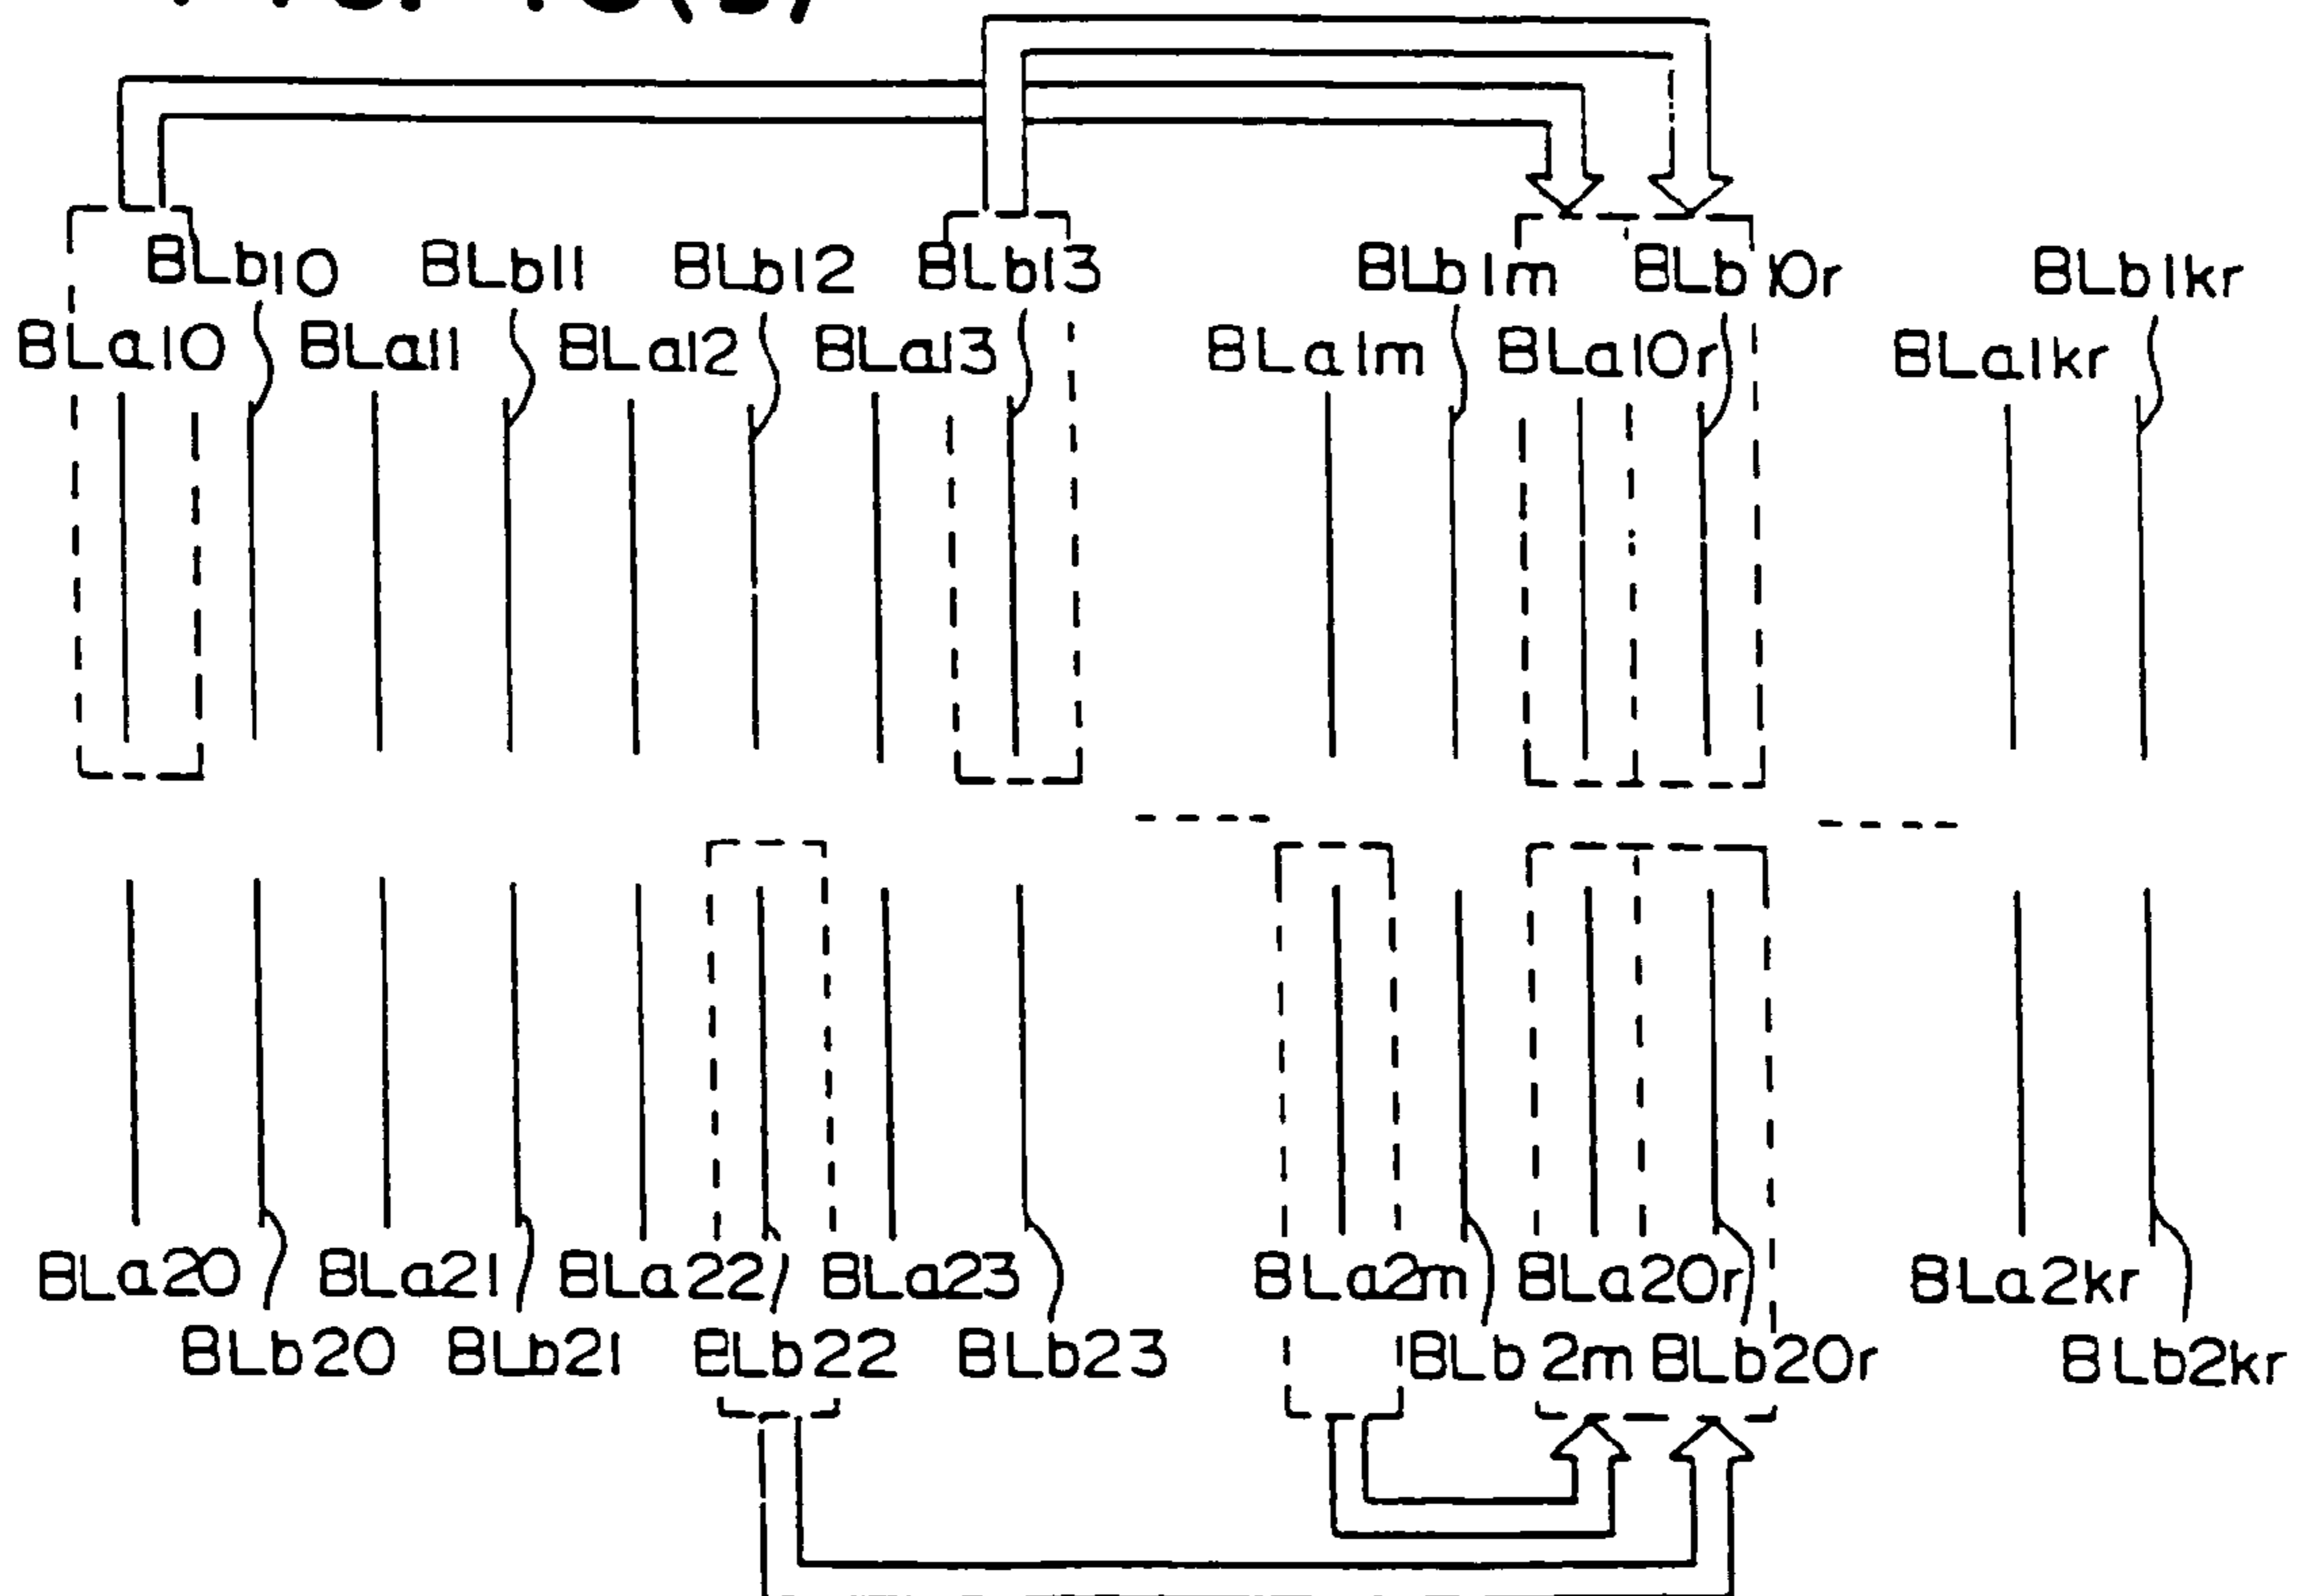 BLb10 BLb11 BLb12 BLb13 BLb1m BLb10r BLb1kr
BLa10 BLa11 BLa12 BLa13 BLa1m BLa10r BLa1kr
BLa20 BLa21 BLa22 BLa23 BLa2m BLa20r BLa2kr
BLb20 BLb21 BLb22 BLb23 BLb2m BLb20r BLb2kr